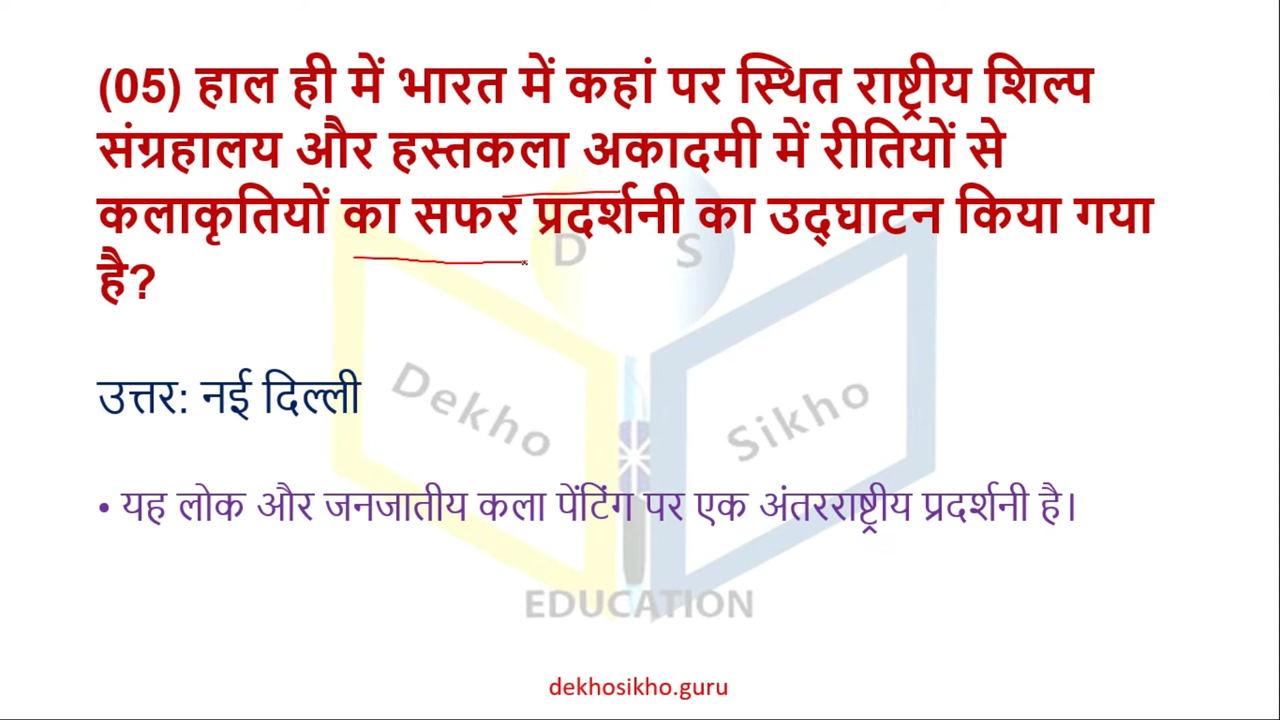 (05) हाल ही में भारत में कहां पर स्थित राष्ट्रीय शिल्प
संग्रहालय और हस्तकला अकादमी में रीतियों से
कलाकृतियों का सफर प्रदर्शनी का उद्घाटन किया गया
है?
D S
उत्तर: नई दिल्ली
Dekho Sikho
• यह लोक और जनजातीय कला पेंटिंग पर एक अंतरराष्ट्रीय प्रदर्शनी है।
EDUCATION
dekhosikho.guru